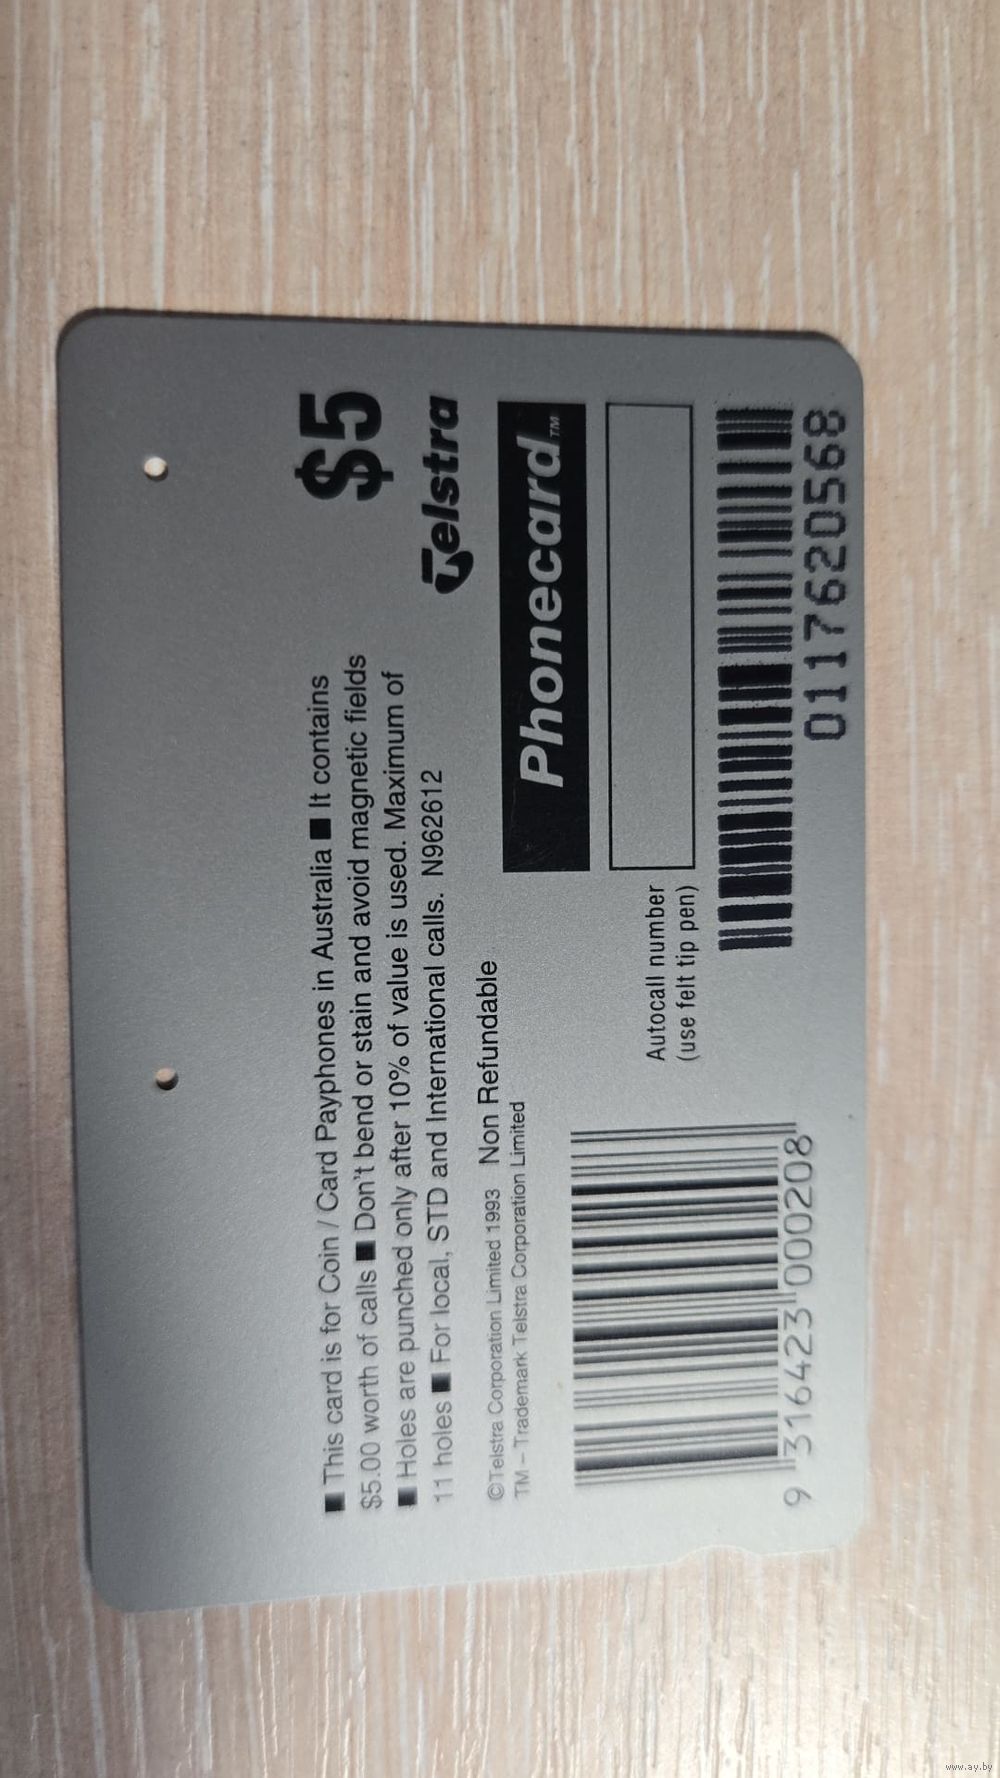 $5
■ This card is for Coin / Card Payphones in Australia ■ It contains
$5.00 worth of calls ■ Don't bend or stain and avoid magnetic fields
■ Holes are punched only after 10% of value is used. Maximum of
11 holes ■ For local, STD and International calls. N962612
Telstra
©Telstra Corporation Limited 1993 Non Refundable
TM – Trademark Telstra Corporation Limited
Phonecard™
Autocall number
(use felt tip pen)
9 316423 000208
0117620568
www.ay.by